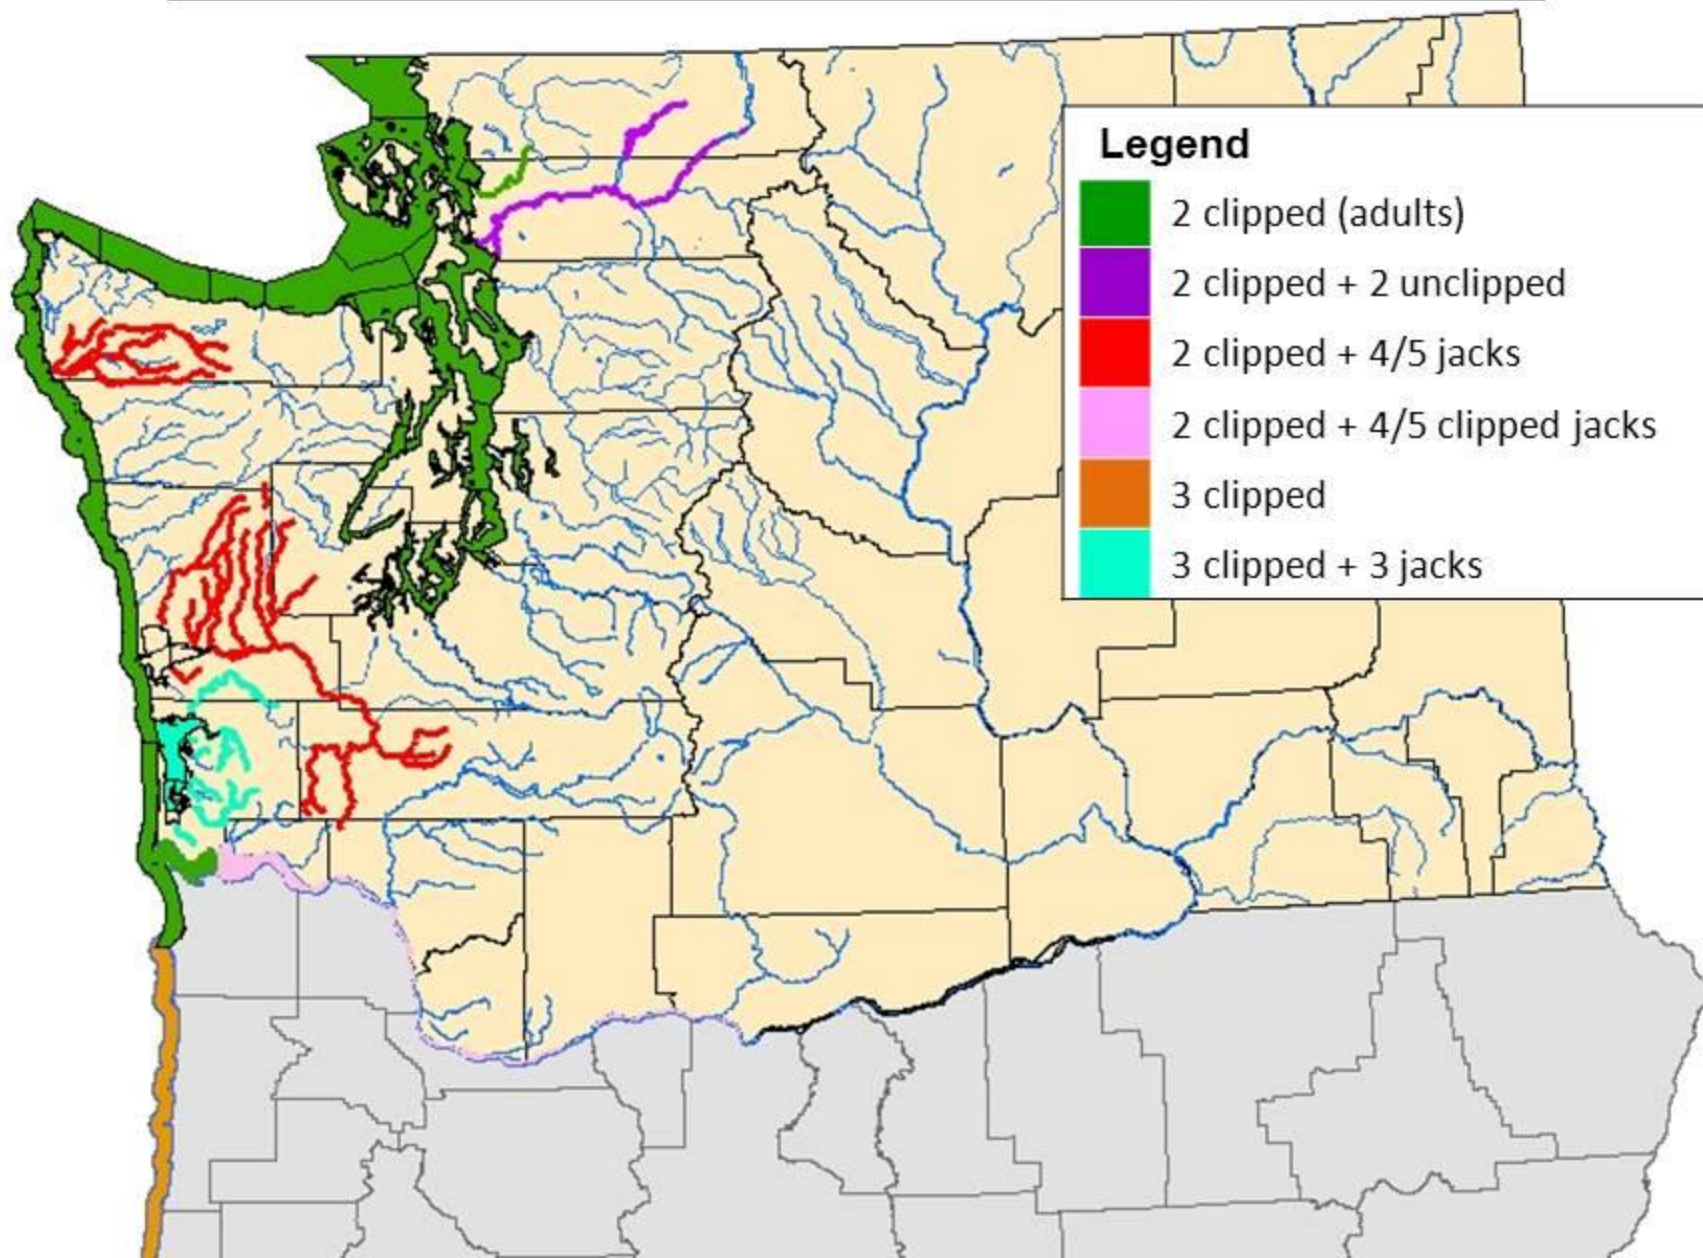 Legend
2 clipped (adults)
2 clipped + 2 unclipped
2 clipped + 4/5 jacks
2 clipped + 4/5 clipped jacks
3 clipped
3 clipped + 3 jacks